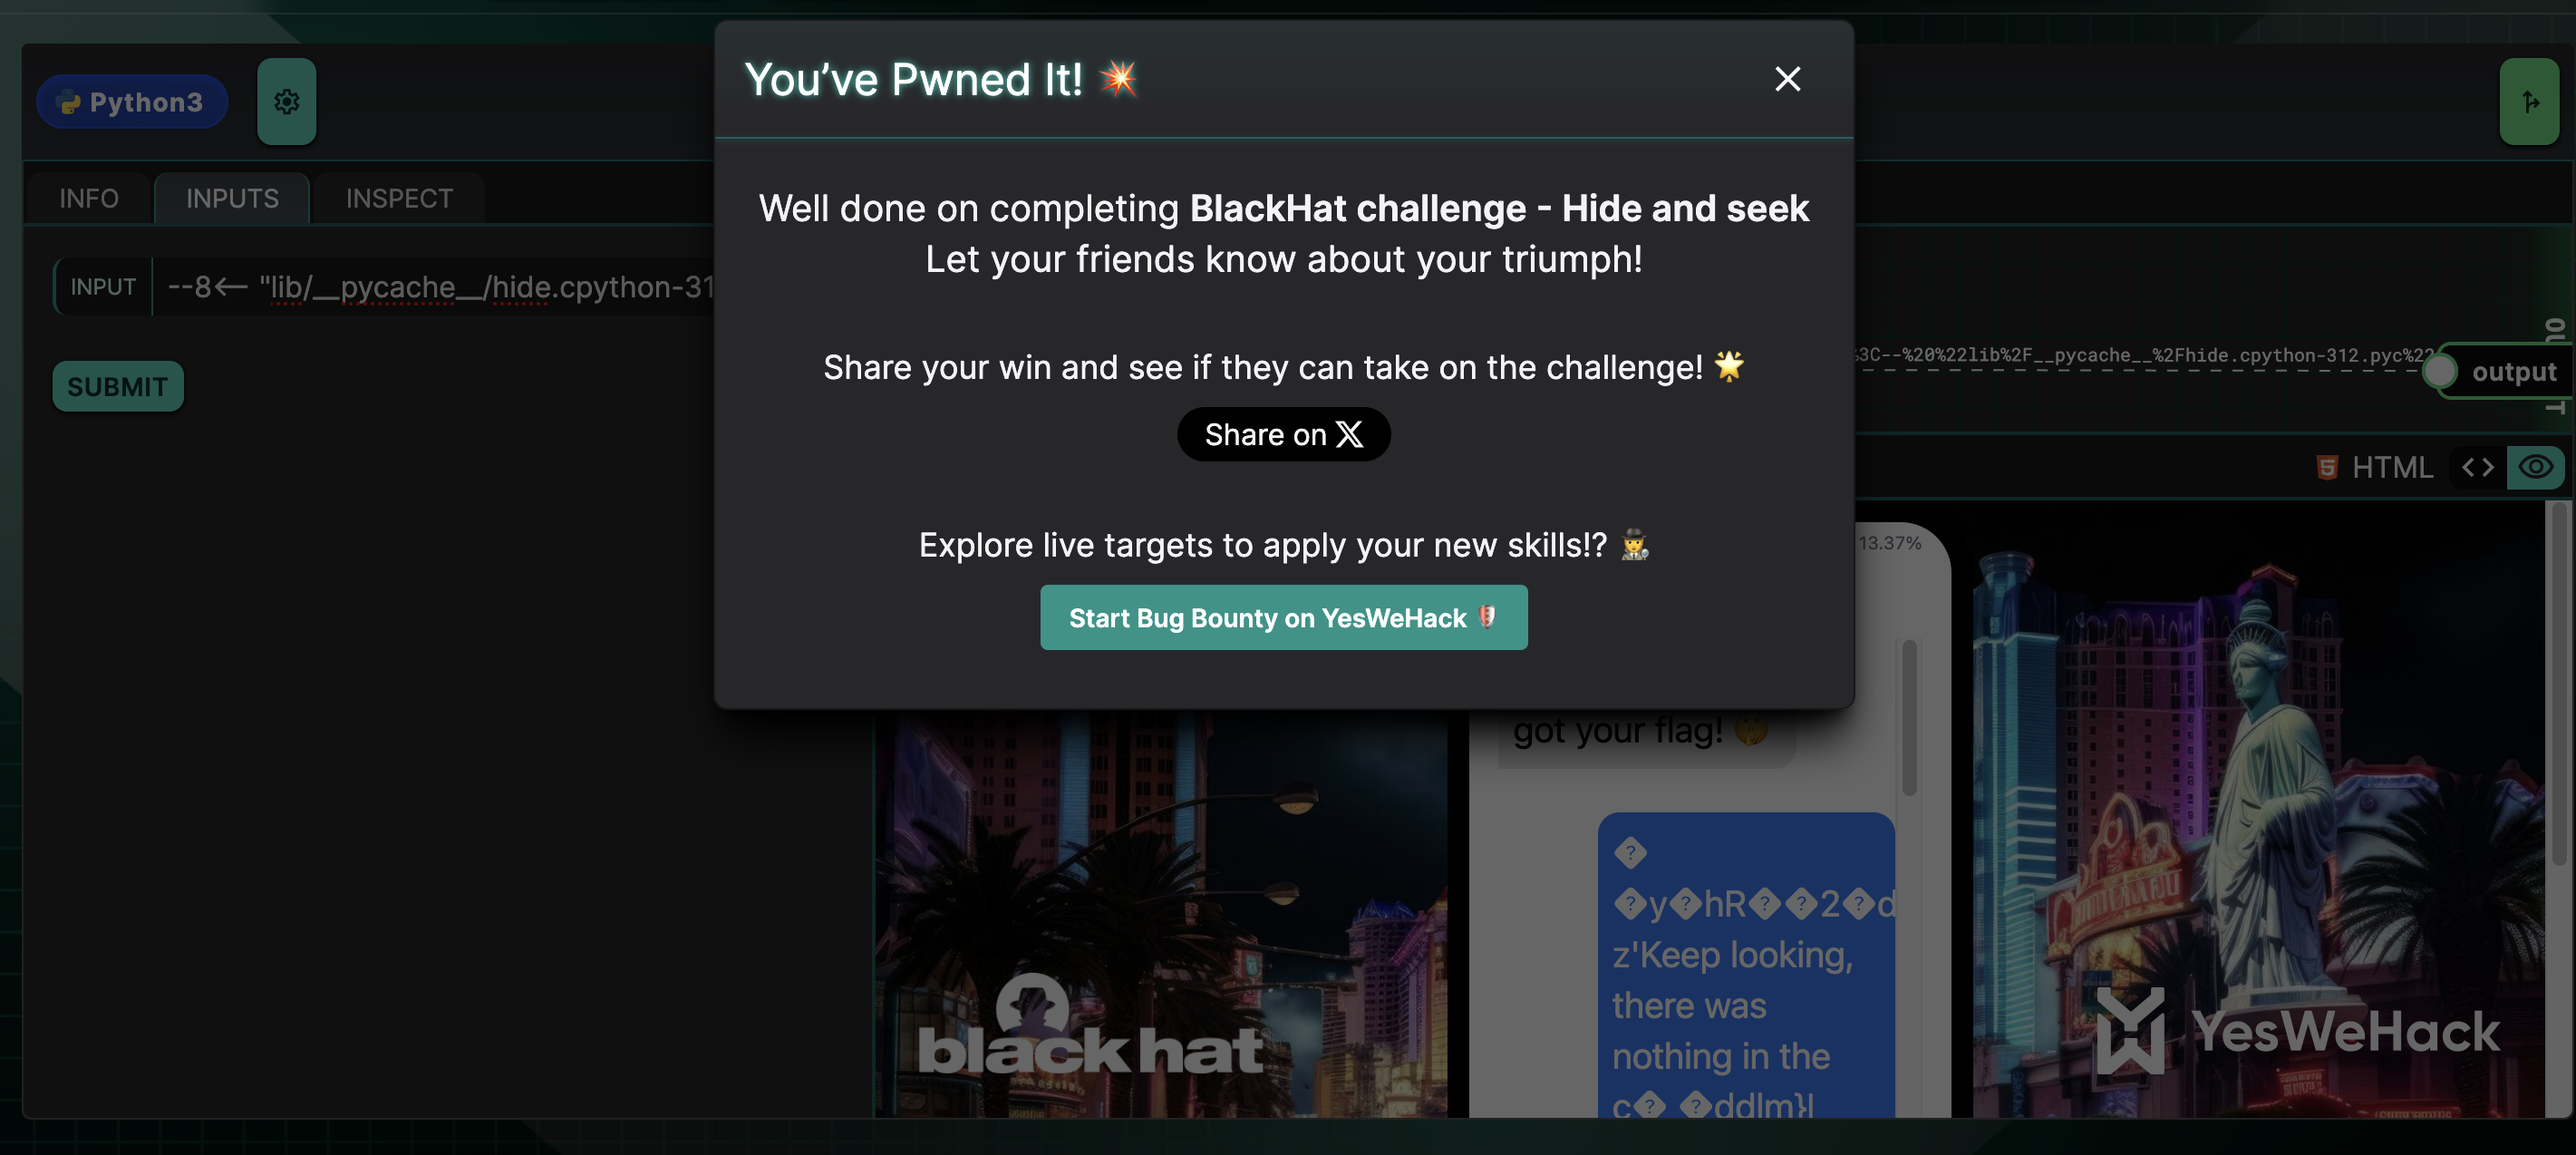 Python3
INFO
INPUTS
INSPECT
INPUT
--8<-- "lib/__pycache__/hide.cpython-31
SUBMIT
You’ve Pwned It! 💥
Well done on completing BlackHat challenge - Hide and seek
Let your friends know about your triumph!
Share your win and see if they can take on the challenge! 🌟
Share on X
Explore live targets to apply your new skills!? 🕵
Start Bug Bounty on YesWeHack
3C--%20%22lib%2F__pycache__%2Fhide.cpython-312.pyc%22
output
HTML
13.37%
got your flag! 🤫
�
�y�hR��2�d
z'Keep looking,
there was
nothing in the
c� �ddlm}l
black hat
YesWeHack